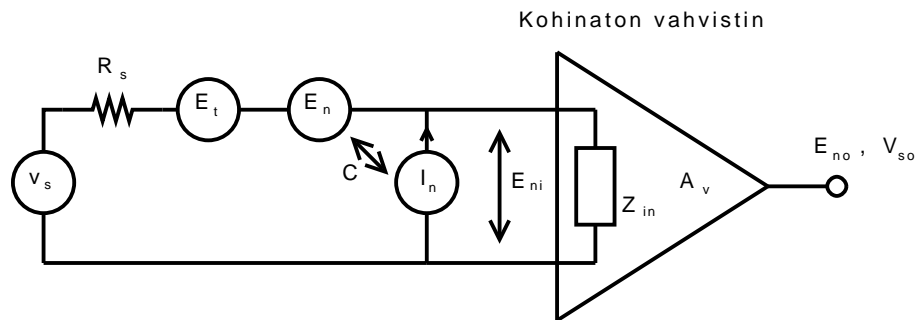 Kohinaton vahvistin
R s
E t
E n
v s
C
I n
E ni
Z in
A v
E no , V so